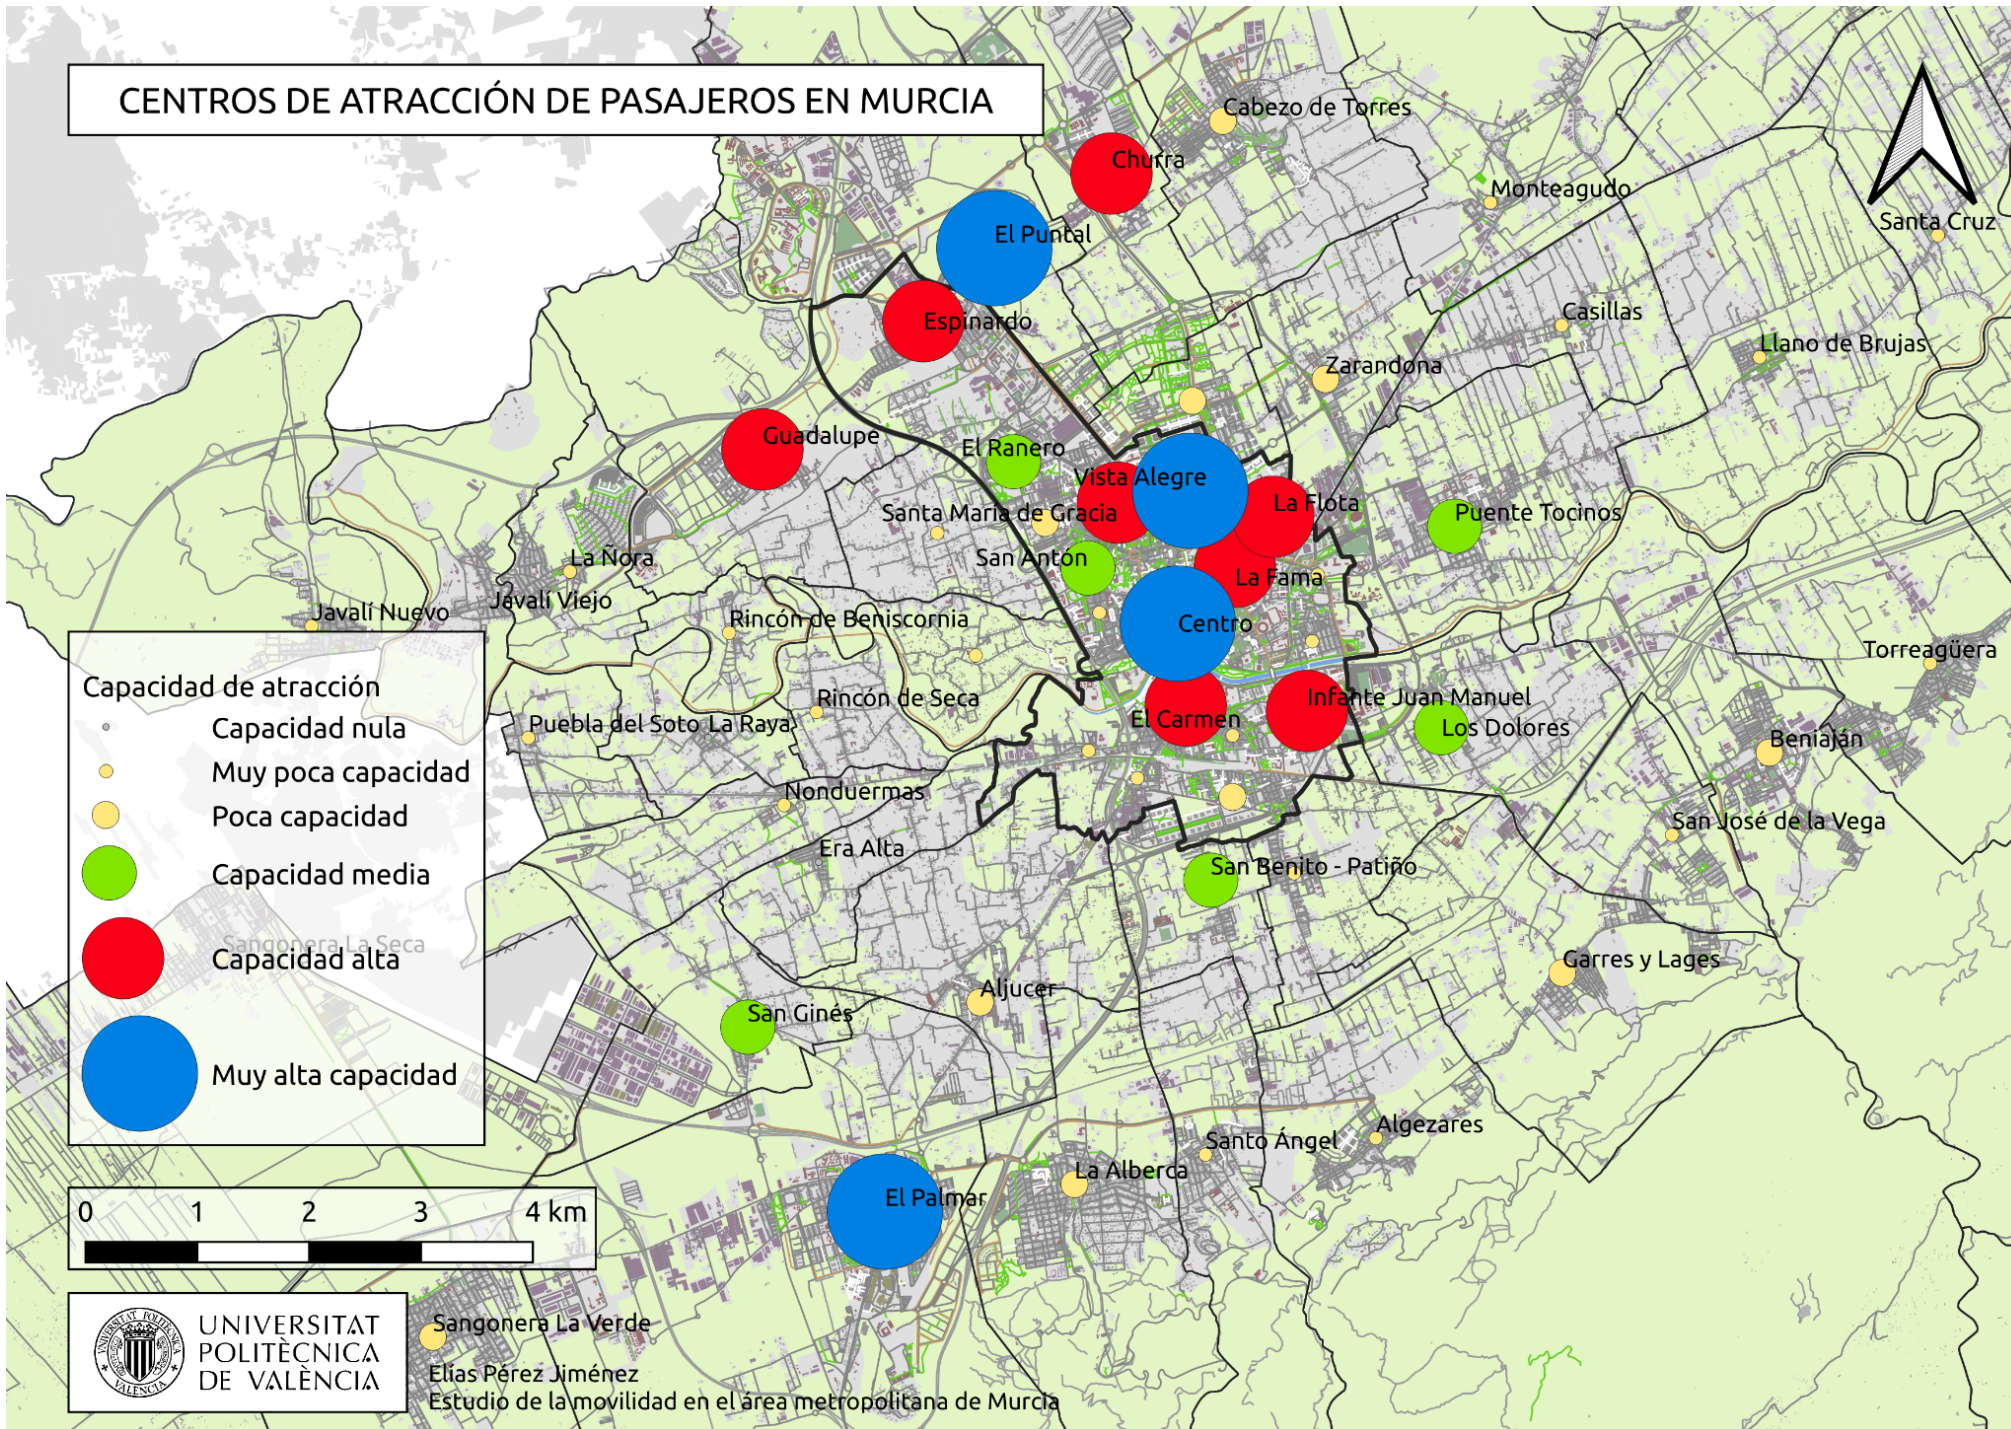 CENTROS DE ATRACCIÓN DE PASAJEROS EN MURCIA
Cabezo de Torres
Churra
Monteagudo
Santa Cruz
El Puntal
Casillas
Espinardo
Llano de Brujas
Zarandona
Guadalupe
El Ranero
Vista Alegre
La Flota
Santa María de Gracia
Puente Tocinos
La Ñora
San Antón
La Fama
Javalí Viejo
Javalí Nuevo
Rincón de Beniscornia
Centro
Torreagüera
Rincón de Seca
Infante Juan Manuel
Puebla del Soto
La Raya
El Carmen
Los Dolores
Beniaján
Nonduermas
San José de la Vega
Era Alta
San Benito - Patiño
Garres y Lages
Aljucer
San Ginés
Algezares
Santo Ángel
La Alberca
El Palmar
Sangonera La Seca
Sangonera La Verde
Capacidad de atracción
Capacidad nula
Muy poca capacidad
Poca capacidad
Capacidad media
Capacidad alta
Muy alta capacidad
0 1 2 3 4 km
UNIVERSITAT
POLITÈCNICA
DE VALÈNCIA
UNIVERSITAT POLITÈCNICA
VALÈNCIA
Elías Pérez Jiménez
Estudio de la movilidad en el área metropolitana de Murcia